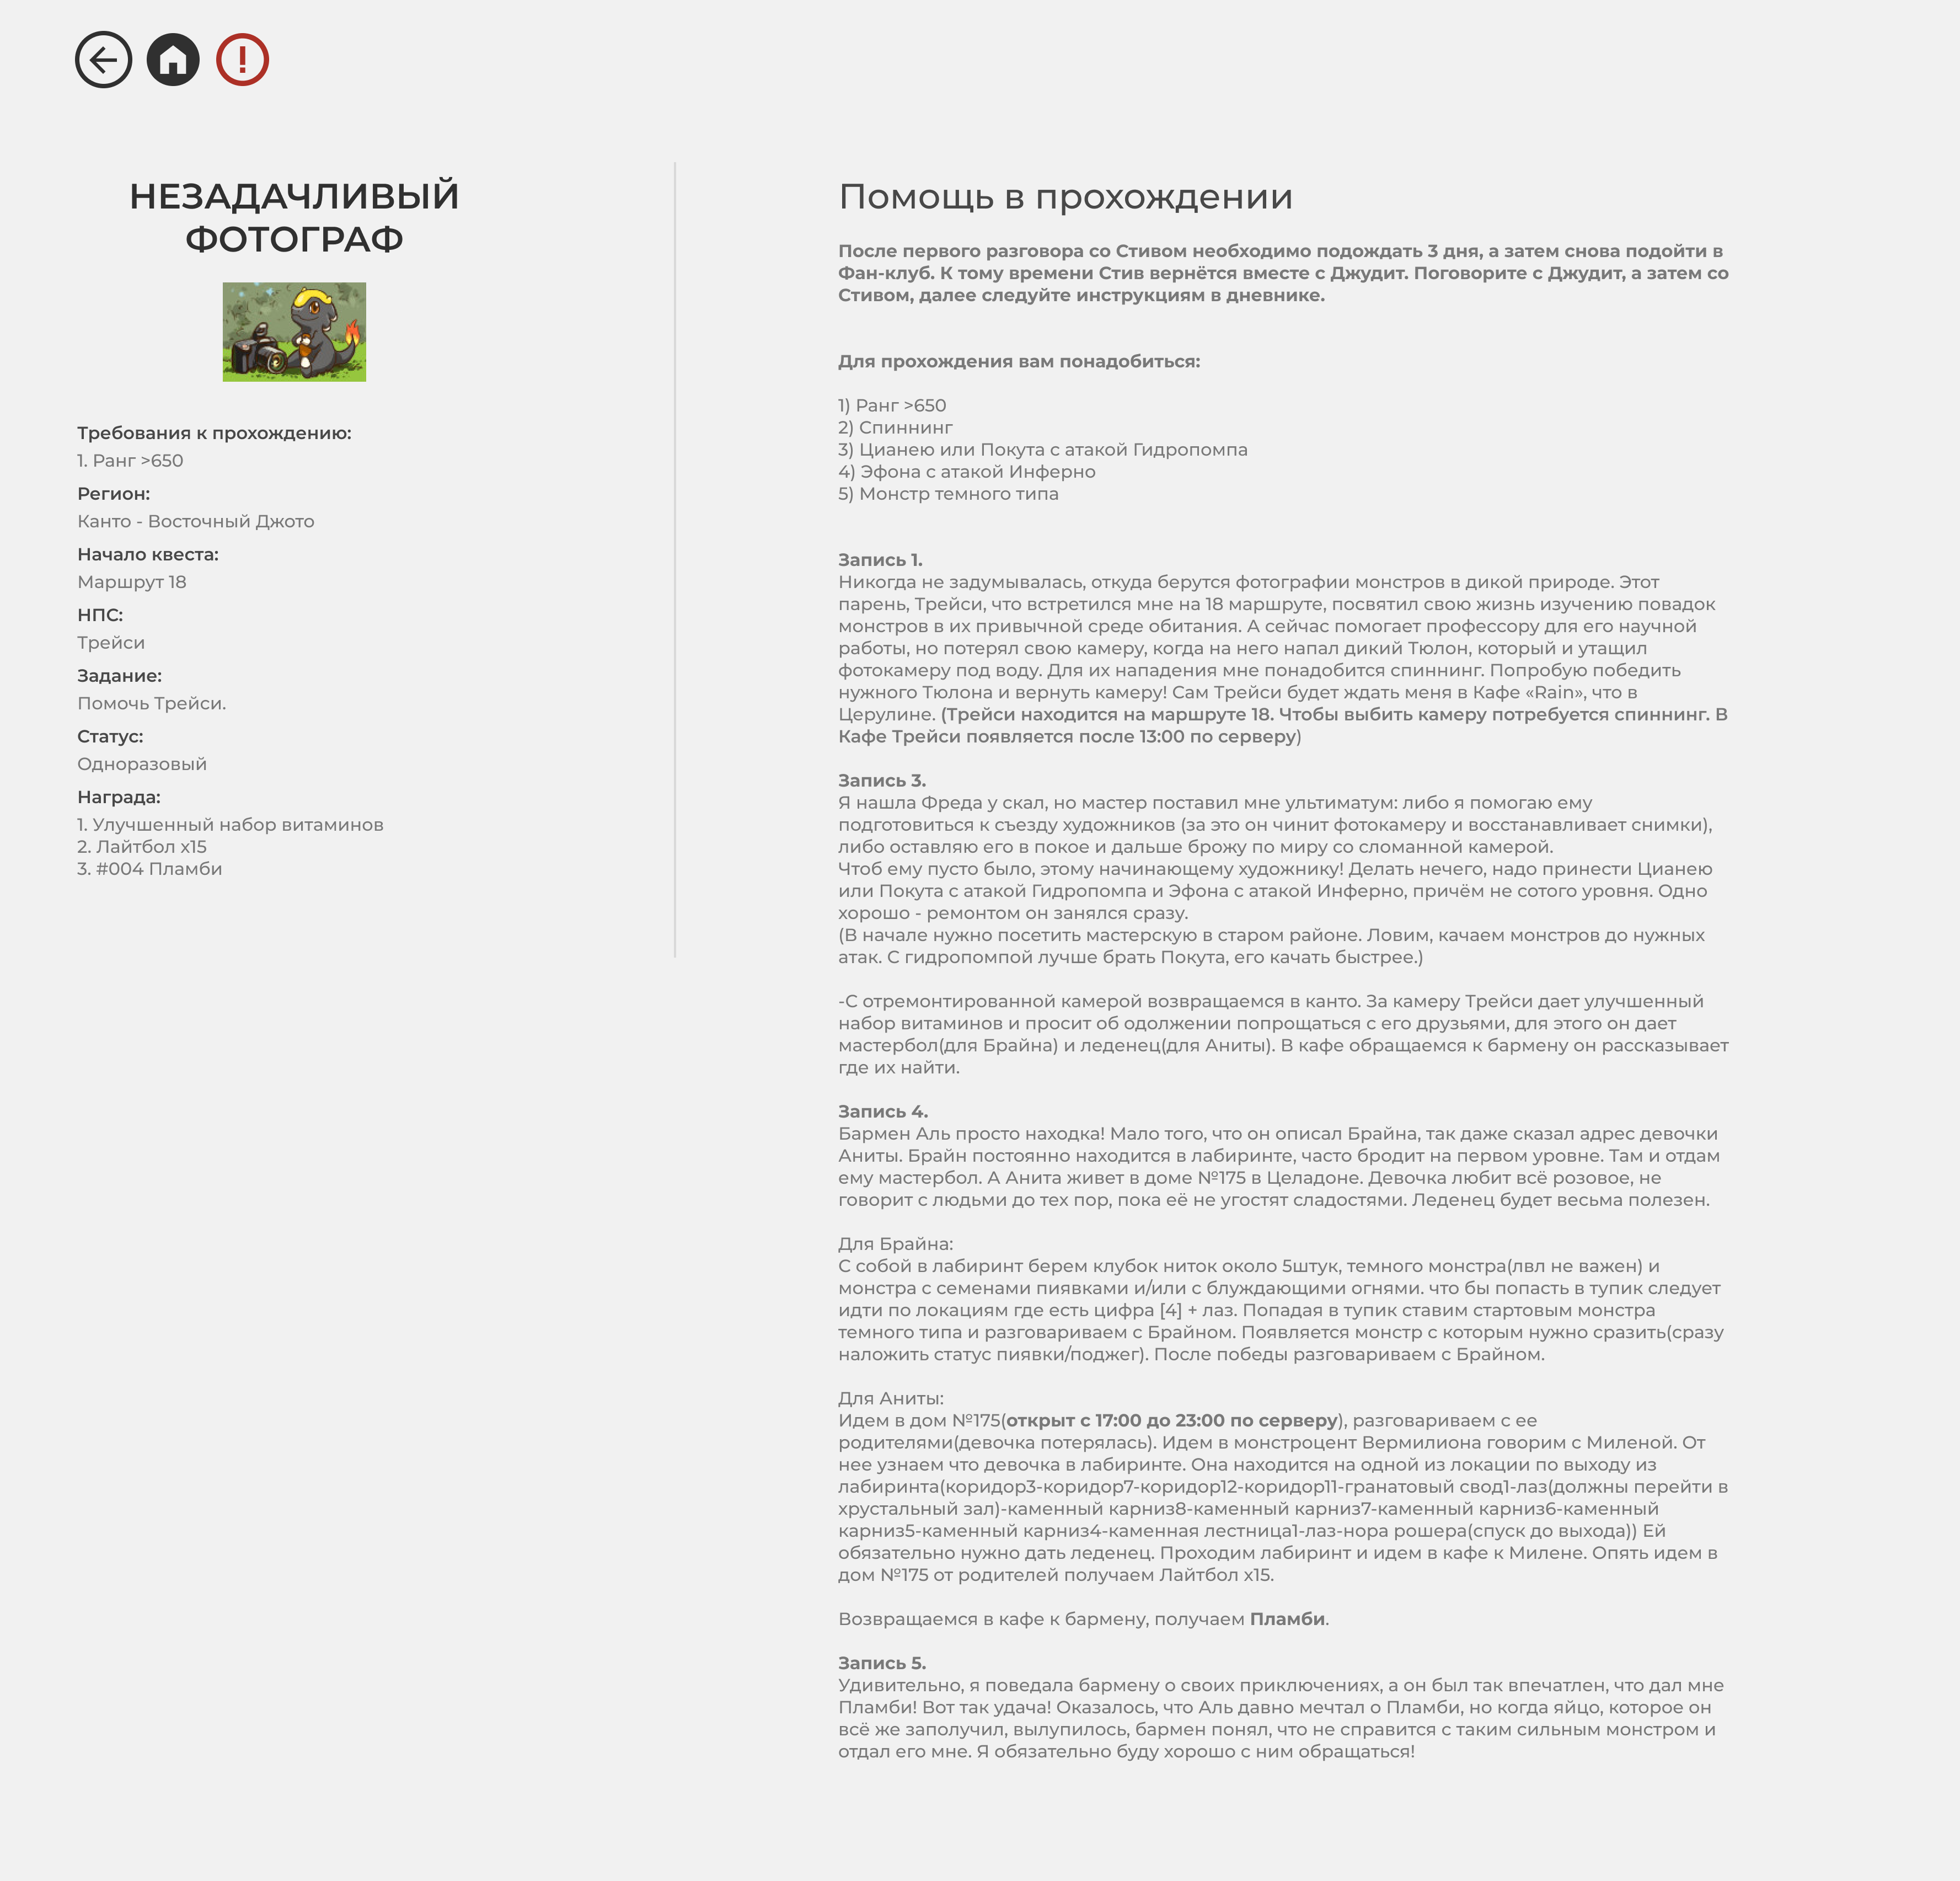 НЕЗАДАЧЛИВЫЙ
ФОТОГРАФ
Требования к прохождению:
1. Ранг >650
Регион:
Канто - Восточный Джото
Начало квеста:
Маршрут 18
НПС:
Трейси
Задание:
Помочь Трейси.
Статус:
Одноразовый
Награда:
1. Улучшенный набор витаминов
2. Лайтбол х15
3. #004 Пламби
Помощь в прохождении
После первого разговора со Стивом необходимо подождать 3 дня, а затем снова подойти в
Фан-клуб. К тому времени Стив вернётся вместе с Джудит. Поговорите с Джудит, а затем со
Стивом, далее следуйте инструкциям в дневнике.
Для прохождения вам понадобиться:
1) Ранг >650
2) Спиннинг
3) Цианею или Покута с атакой Гидропомпа
4) Эфона с атакой Инферно
5) Монстр темного типа
Запись 1.
Никогда не задумывалась, откуда берутся фотографии монстров в дикой природе. Этот
парень, Трейси, что встретился мне на 18 маршруте, посвятил свою жизнь изучению повадок
монстров в их привычной среде обитания. А сейчас помогает профессору для его научной
работы, но потерял свою камеру, когда на него напал дикий Тюлон, который и утащил
фотокамеру под воду. Для их нападения мне понадобится спиннинг. Попробую победить
нужного Тюлона и вернуть камеру! Сам Трейси будет ждать меня в Кафе «Rain», что в
Церулине. (Трейси находится на маршруте 18. Чтобы выбить камеру потребуется спиннинг. В
Кафе Трейси появляется после 13:00 по серверу)
Запись 3.
Я нашла Фреда у скал, но мастер поставил мне ультиматум: либо я помогаю ему
подготовиться к съезду художников (за это он чинит фотокамеру и восстанавливает снимки),
либо оставляю его в покое и дальше брожу по миру со сломанной камерой.
Чтоб ему пусто было, этому начинающему художнику! Делать нечего, надо принести Цианею
или Покута с атакой Гидропомпа и Эфона с атакой Инферно, причём не сотого уровня. Одно
хорошо - ремонтом он занялся сразу.
(В начале нужно посетить мастерскую в старом районе. Ловим, качаем монстров до нужных
атак. С гидропомпой лучше брать Покута, его качать быстрее.)
-С отремонтированной камерой возвращаемся в канто. За камеру Трейси дает улучшенный
набор витаминов и просит об одолжении попрощаться с его друзьями, для этого он дает
мастербол(для Брайна) и леденец(для Аниты). В кафе обращаемся к бармену он рассказывает
где их найти.
Запись 4.
Бармен Аль просто находка! Мало того, что он описал Брайна, так даже сказал адрес девочки
Аниты. Брайн постоянно находится в лабиринте, часто бродит на первом уровне. Там и отдам
ему мастербол. А Анита живет в доме №175 в Целадоне. Девочка любит всё розовое, не
говорит с людьми до тех пор, пока её не угостят сладостями. Леденец будет весьма полезен.
Для Брайна:
С собой в лабиринт берем клубок ниток около 5штук, темного монстра(лвл не важен) и
монстра с семенами пиявками и/или с блуждающими огнями. что бы попасть в тупик следует
идти по локациям где есть цифра [4] + лаз. Попадая в тупик ставим стартовым монстра
темного типа и разговариваем с Брайном. Появляется монстр с которым нужно сразить(сразу
наложить статус пиявки/поджег). После победы разговариваем с Брайном.
Для Аниты:
Идем в дом №175(открыт с 17:00 до 23:00 по серверу), разговариваем с ее
родителями(девочка потерялась). Идем в монстроцент Вермилиона говорим с Миленой. От
нее узнаем что девочка в лабиринте. Она находится на одной из локации по выходу из
лабиринта(коридор3-коридор7-коридор12-коридор11-гранатовый свод1-лаз(должны перейти в
хрустальный зал)-каменный карниз8-каменный карниз7-каменный карниз6-каменный
карниз5-каменный карниз4-каменная лестница1-лаз-нора рошера(спуск до выхода)) Ей
обязательно нужно дать леденец. Проходим лабиринт и идем в кафе к Милене. Опять идем в
дом №175 от родителей получаем Лайтбол х15.
Возвращаемся в кафе к бармену, получаем Пламби.
Запись 5.
Удивительно, я поведала бармену о своих приключениях, а он был так впечатлен, что дал мне
Пламби! Вот так удача! Оказалось, что Аль давно мечтал о Пламби, но когда яйцо, которое он
всё же заполучил, вылупилось, бармен понял, что не справится с таким сильным монстром и
отдал его мне. Я обязательно буду хорошо с ним обращаться!